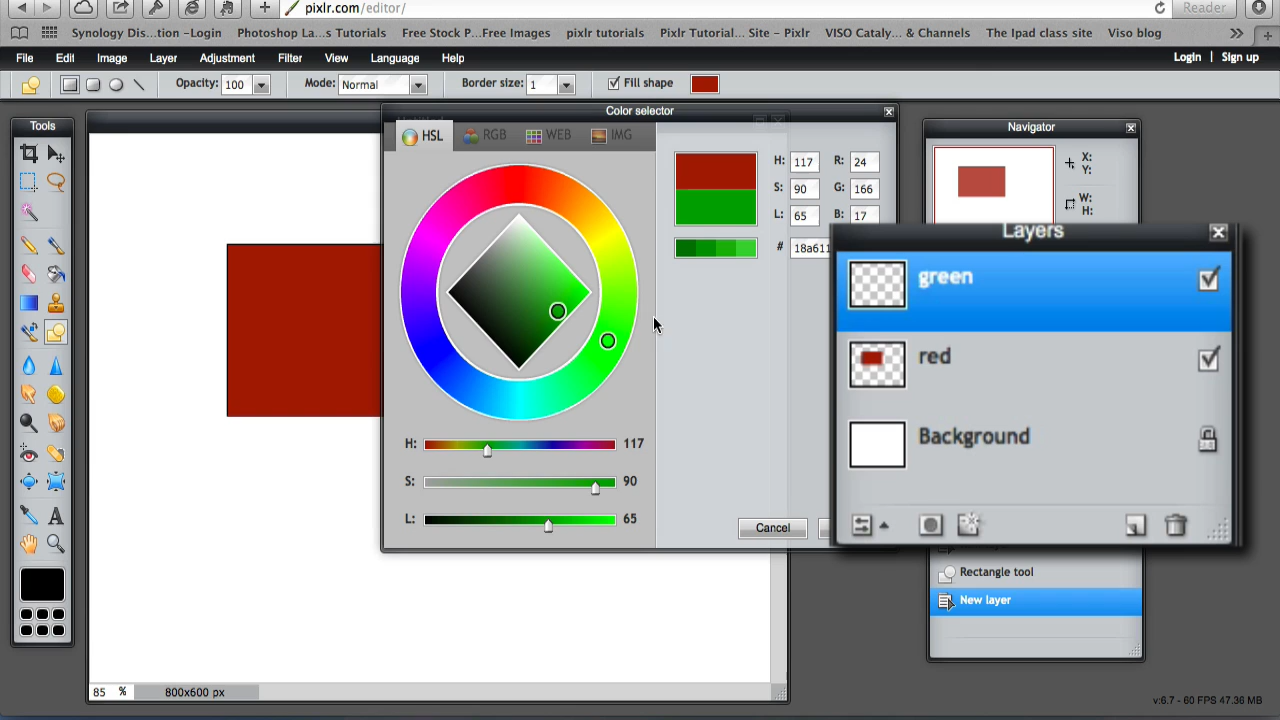 pixlr.com/editor/
Reader
Synology Dis...tion -Login
Photoshop La...s Tutorials
Free Stock P...Free Images
pixlr tutorials
Pixlr Tutorial... Site - Pixlr
VISO Cataly... & Channels
The Ipad class site
Viso blog
File Edit Image Layer Adjustment Filter View Language Help
Login | Sign up
Opacity: 100
Mode: Normal
Border size: 1
Fill shape
Tools
Color selector
HSL RGB WEB IMG
H: 117 R: 24
S: 90 G: 166
L: 65 B: 17
# 18a611
H: 117
S: 90
L: 65
Cancel
Navigator
X:
Y:
W:
H:
Layers
green
red
Background
Rectangle tool
New layer
85 % 800x600 px
v:6.7 - 60 FPS 47.36 MB